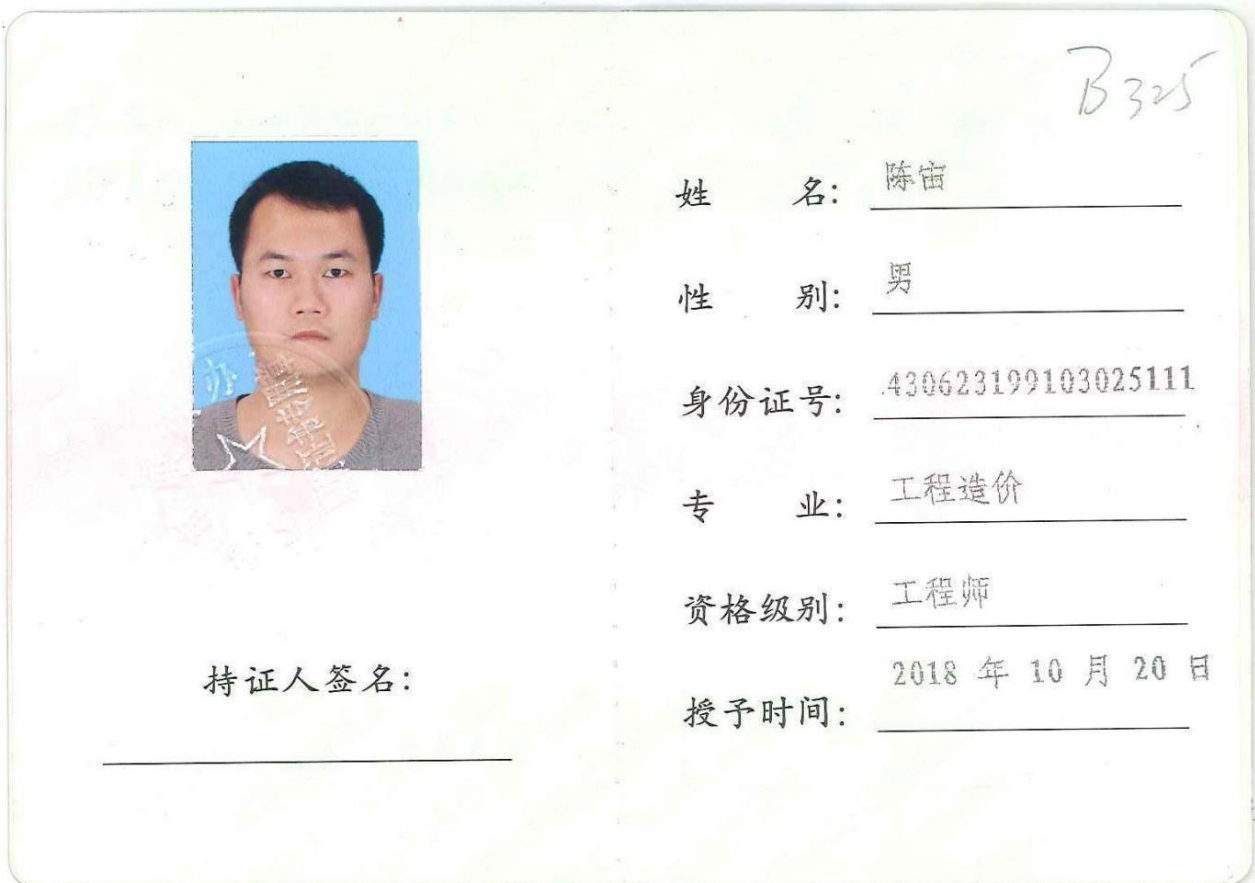 B325
姓 名: 陈宙
性 别: 男
身份证号: 430623199103025111
专 业: 工程造价
资格级别: 工程师
授予时间: 2018 年 10 月 20 日
持证人签名: